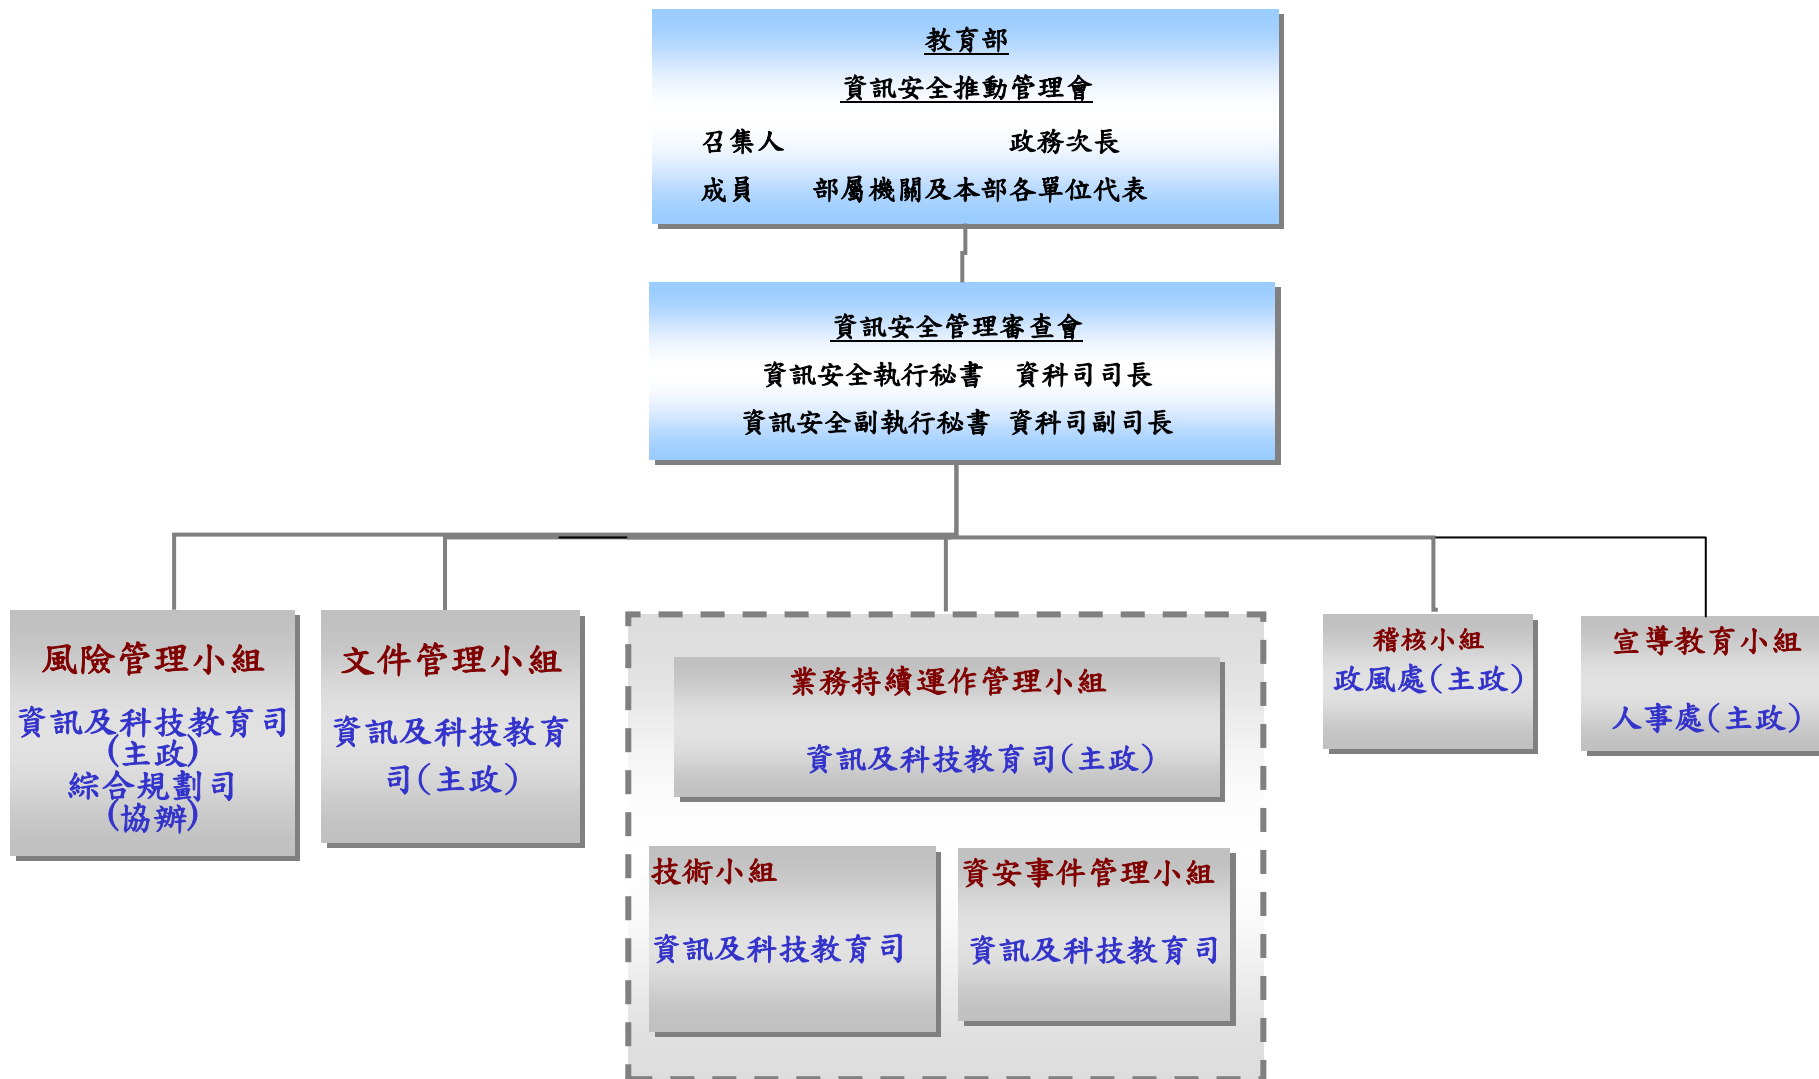 教育部
資訊安全推動管理會
召集人 政務次長
成員 部屬機關及本部各單位代表
資訊安全管理審查會
資訊安全執行秘書 資科司司長
資訊安全副執行秘書 資科司副司長
風險管理小組
資訊及科技教育司
(主政)
綜合規劃司
(協辦)
文件管理小組
資訊及科技教育
司(主政)
業務持續運作管理小組
資訊及科技教育司(主政)
技術小組
資訊及科技教育司
資安事件管理小組
資訊及科技教育司
稽核小組
政風處(主政)
宣導教育小組
人事處(主政)